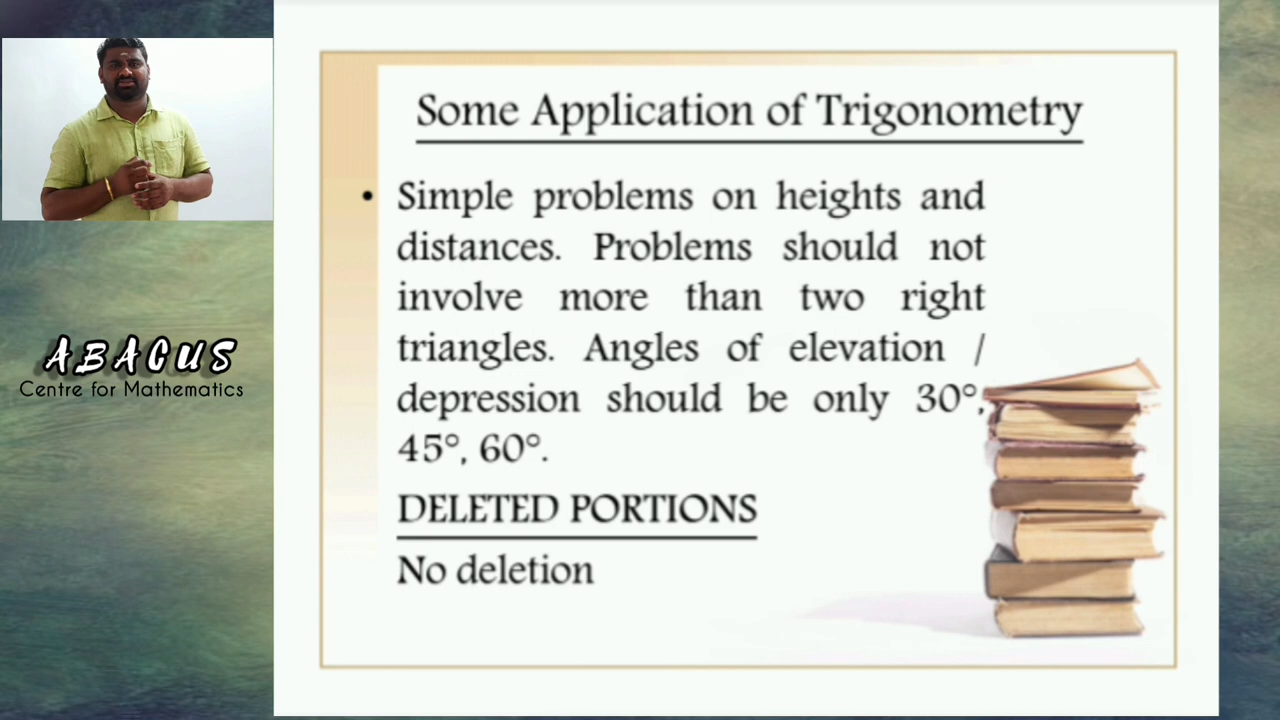 Some Application of Trigonometry
• Simple problems on heights and
distances. Problems should not
involve more than two right
triangles. Angles of elevation /
depression should be only 30°,
45°, 60°.
DELETED PORTIONS
No deletion
ABACUS
Centre for Mathematics